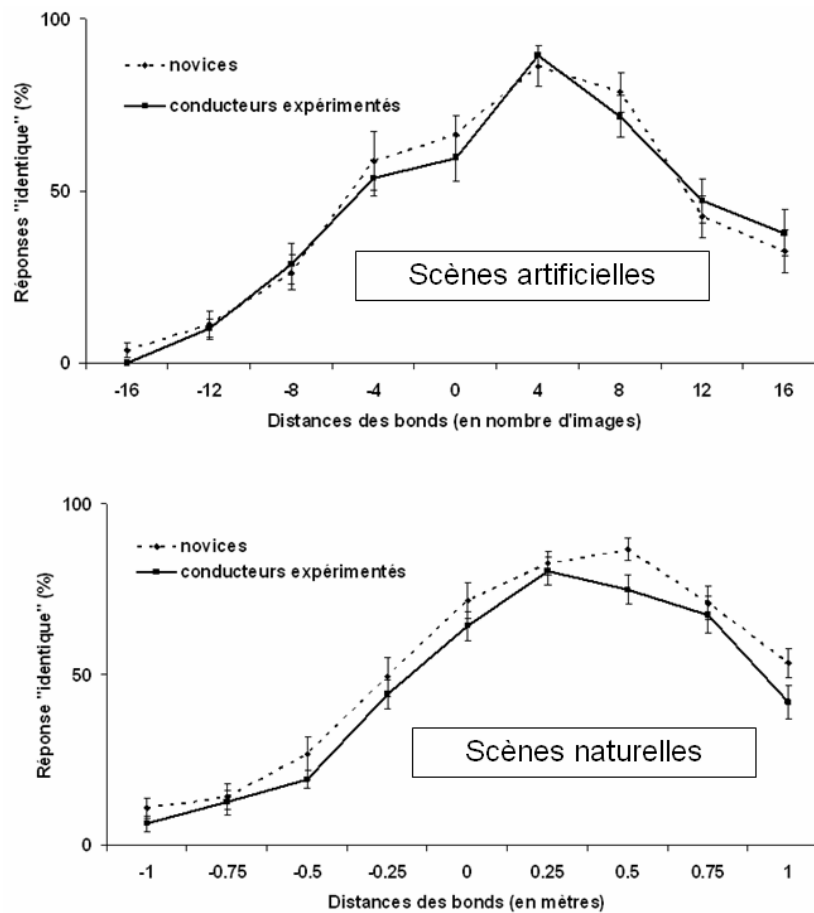 100
novices
conducteurs expérimentés
Réponses "identique" (%)
50
Scènes artificielles
0
-16 -12 -8 -4 0 4 8 12 16
Distances des bonds (en nombre d'images)
100
novices
conducteurs expérimentés
Réponse "identique" (%)
50
Scènes naturelles
0
-1 -0.75 -0.5 -0.25 0 0.25 0.5 0.75 1
Distances des bonds (en mètres)